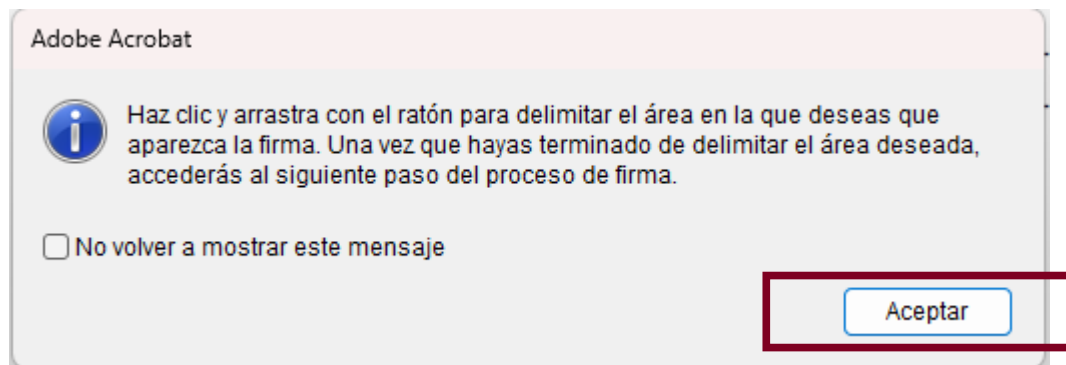 Adobe Acrobat
Haz clic y arrastra con el ratón para delimitar el área en la que deseas que
aparezca la firma. Una vez que hayas terminado de delimitar el área deseada,
accederás al siguiente paso del proceso de firma.
No volver a mostrar este mensaje
Aceptar